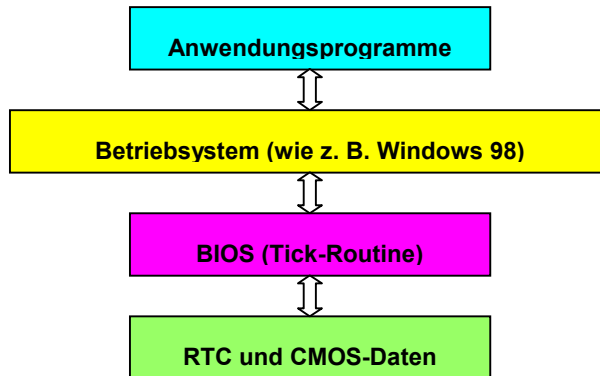 Anwendungsprogramme
Betriebsystem (wie z. B. Windows 98)
BIOS (Tick-Routine)
RTC und CMOS-Daten